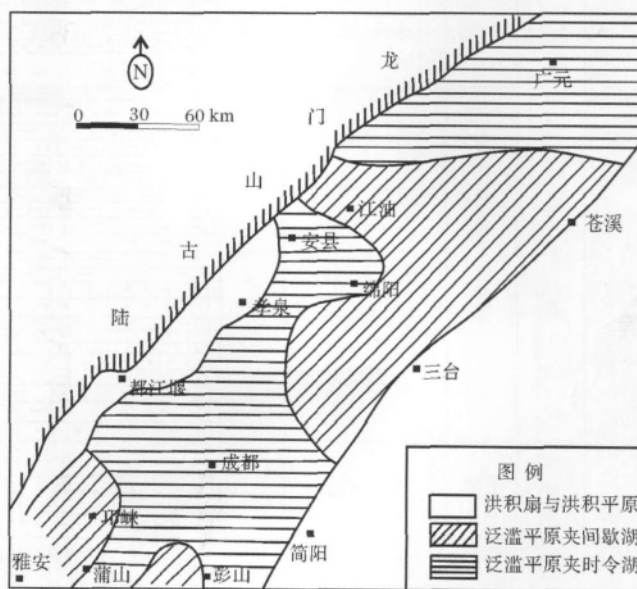 N
0 30 60 km
龙
门
山
古
陆
广元
江油
苍溪
安县
绵阳
孝泉
三台
都江堰
成都
邛崃
简阳
雅安
蒲山
彭山
图 例
洪积扇与洪积平原
泛滥平原夹间歇湖
泛滥平原夹时令湖